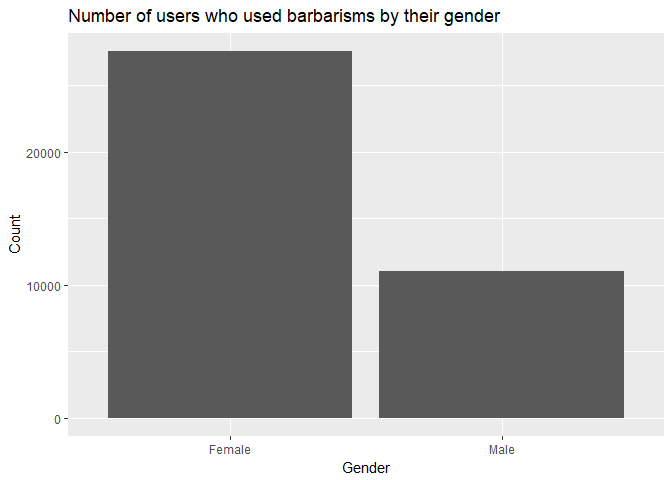 Number of users who used barbarisms by their gender
Count
20000
10000
0
Female Male
Gender